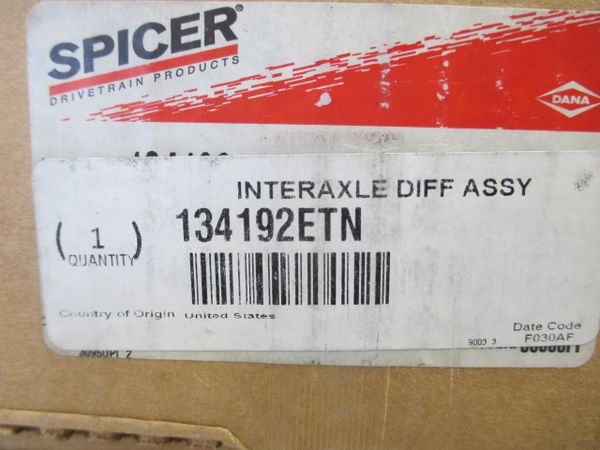 SPICER®
DRIVETRAIN PRODUCTS
DANA
INTERAXLE DIFF ASSY
( 1 )
QUANTITY
134192ETN
Country of Origin United States
Date Code
F030AF